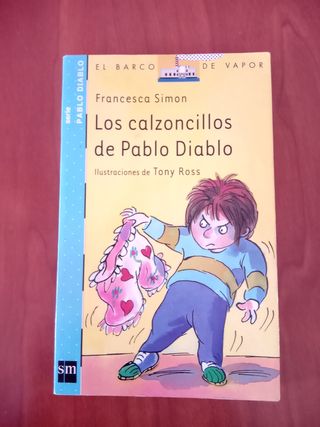 EL BARCO DE VAPOR
serie
PABLO DIABLO
Francesca Simon
Los calzoncillos
de Pablo Diablo
Ilustraciones de Tony Ross
sm